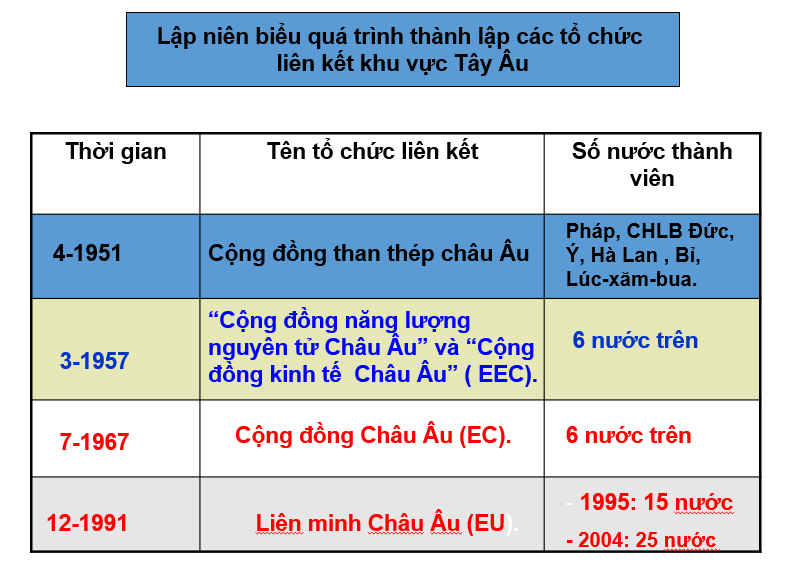 Lập niên biểu quá trình thành lập các tổ chức
liên kết khu vực Tây Âu
Thời gian
Tên tổ chức liên kết
Số nước thành
viên
4-1951
Cộng đồng than thép châu Âu
Pháp, CHLB Đức,
Ý, Hà Lan , Bỉ,
Lúc-xăm-bua.
3-1957
“Cộng đồng năng lượng
nguyên tử Châu Âu” và “Cộng
đồng kinh tế Châu Âu” ( EEC).
6 nước trên
7-1967
Cộng đồng Châu Âu (EC).
6 nước trên
12-1991
Liên minh Châu Âu (EU).
- 1995: 15 nước
- 2004: 25 nước